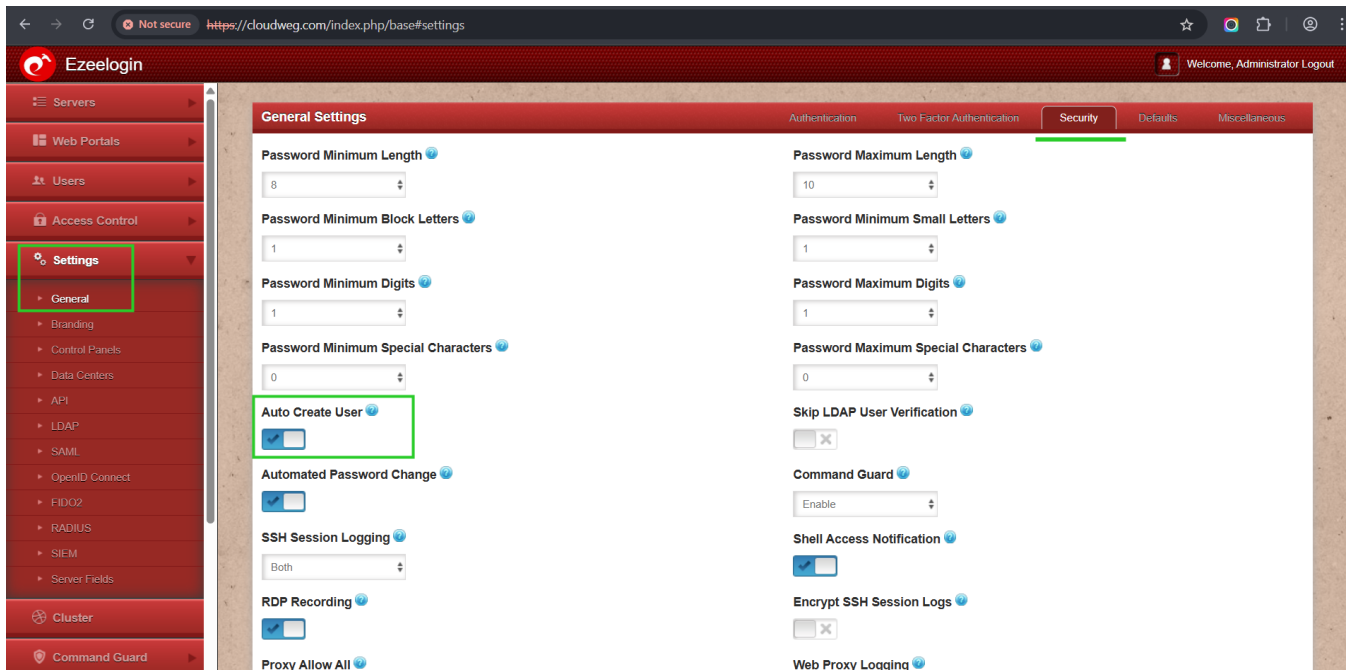 Not secure https://cloudweg.com/index.php/base#settings
Ezeelogin
Welcome, Administrator Logout
Servers
Web Portals
Users
Access Control
Settings
General
Branding
Control Panels
Data Centers
API
LDAP
SAML
OpenID Connect
FIDO2
RADIUS
SIEM
Server Fields
Cluster
Command Guard
General Settings Authentication Two Factor Authentication Security Defaults Miscellaneous
Password Minimum Length Password Maximum Length
8 10
Password Minimum Block Letters Password Minimum Small Letters
1 1
Password Minimum Digits Password Maximum Digits
1 1
Password Minimum Special Characters Password Maximum Special Characters
0 0
Auto Create User Skip LDAP User Verification
Automated Password Change Command Guard
Enable
SSH Session Logging Shell Access Notification
Both
RDP Recording Encrypt SSH Session Logs
Proxy Allow All Web Proxy Logging